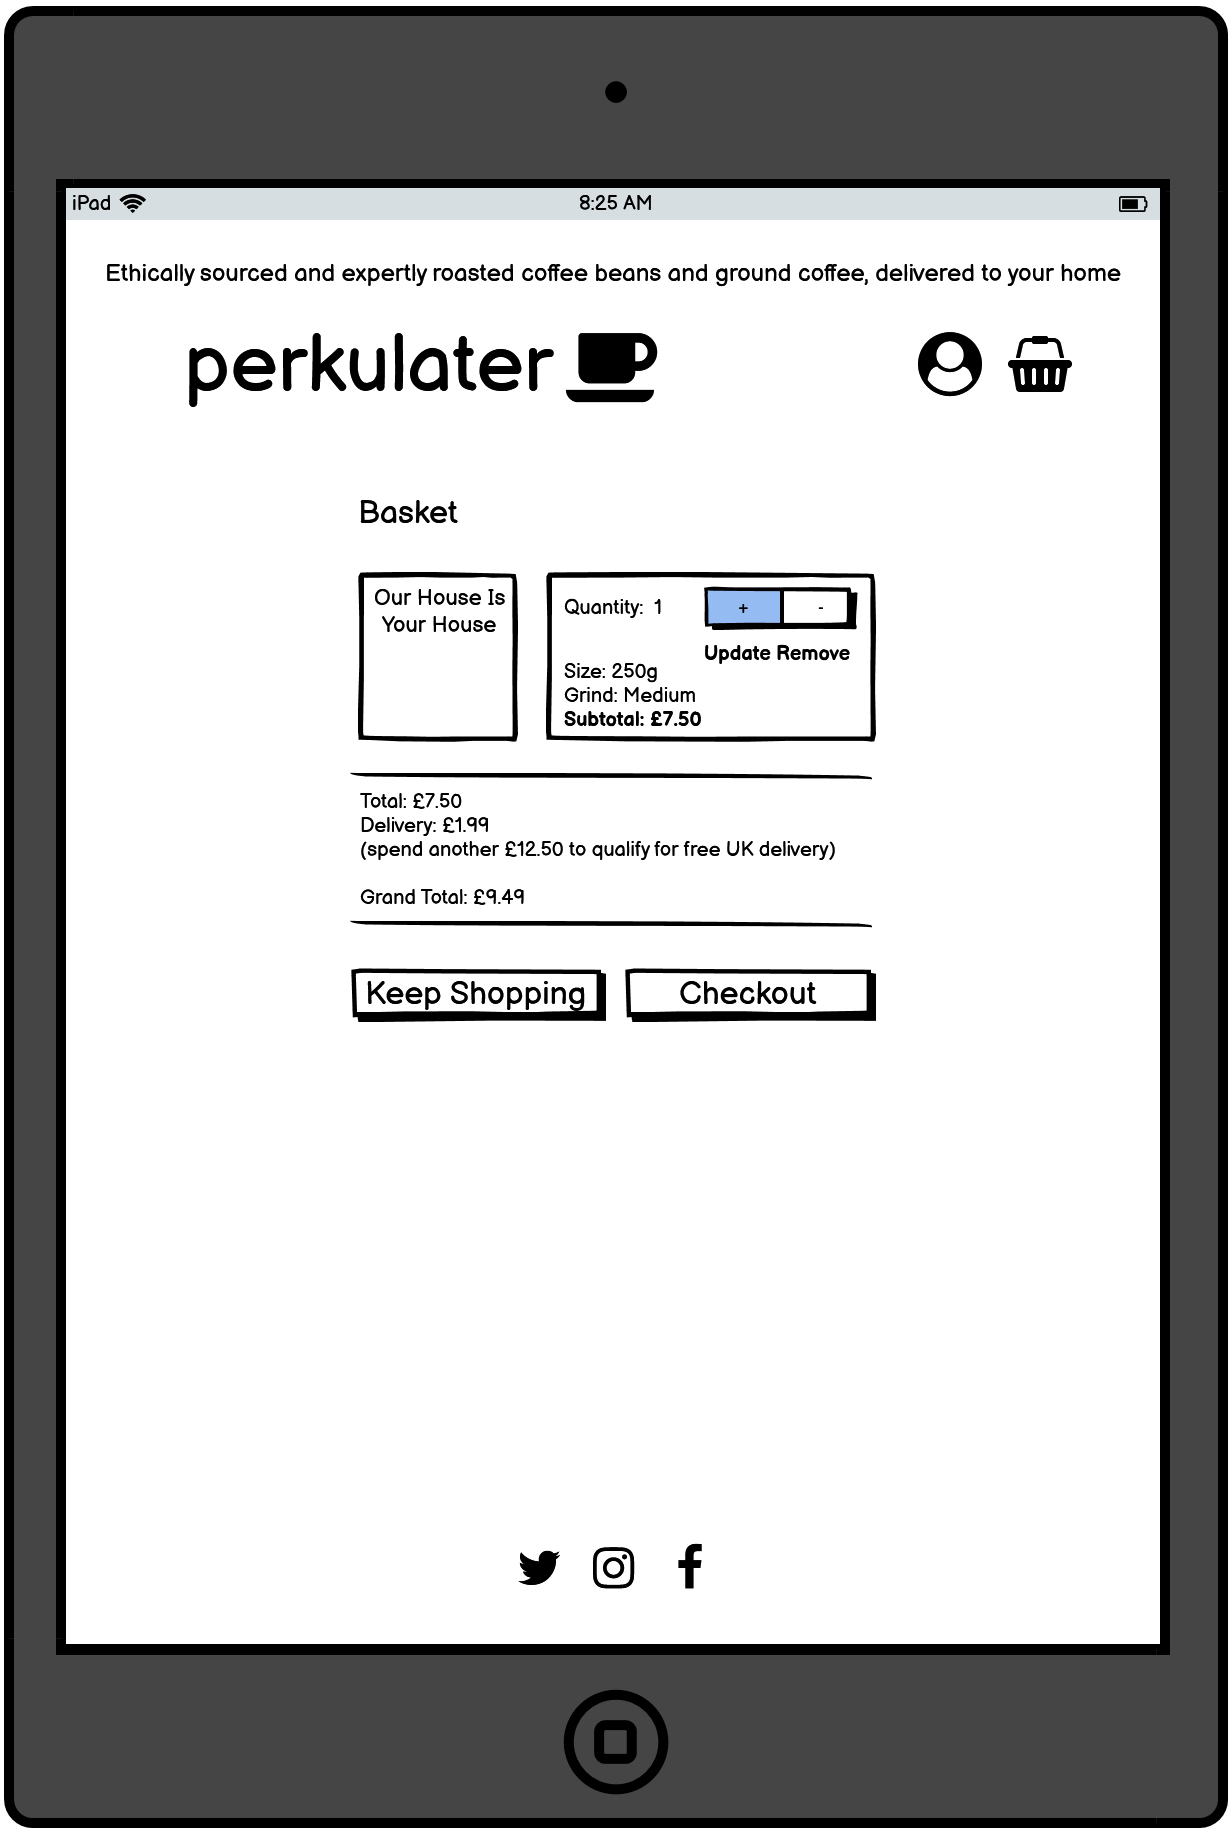 iPad 8:25 AM
Ethically sourced and expertly roasted coffee beans and ground coffee, delivered to your home
perkulater
Basket
Our House Is
Your House
Quantity: 1 + -
Update Remove
Size: 250g
Grind: Medium
Subtotal: £7.50
Total: £7.50
Delivery: £1.99
(spend another £12.50 to qualify for free UK delivery)
Grand Total: £9.49
Keep Shopping Checkout